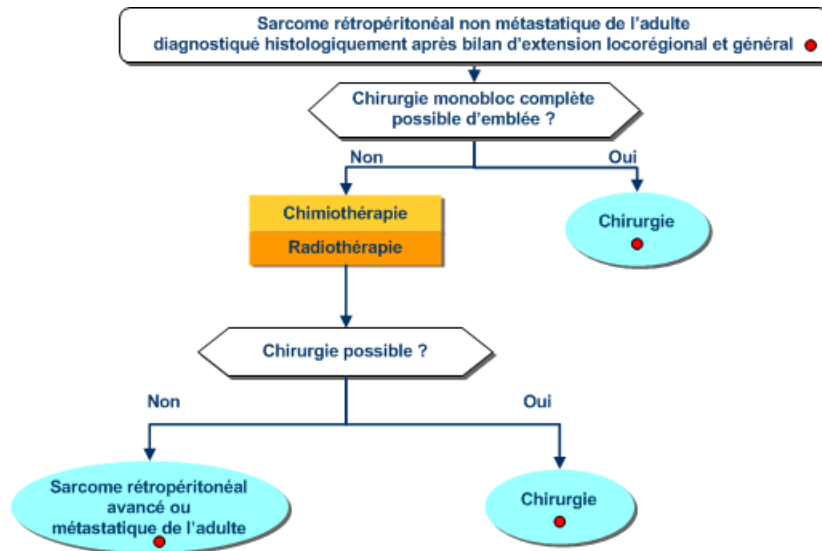 Sarcome rétropéritonéal non métastatique de l'adulte
diagnostiqué histologiquement après bilan d'extension locorégional et général
Chirurgie monobloc complète
possible d'emblée ?
Non
Oui
Chimiothérapie
Radiothérapie
Chirurgie
Chirurgie possible ?
Non
Oui
Sarcome rétropéritonéal
avancé ou
métastatique de l'adulte
Chirurgie